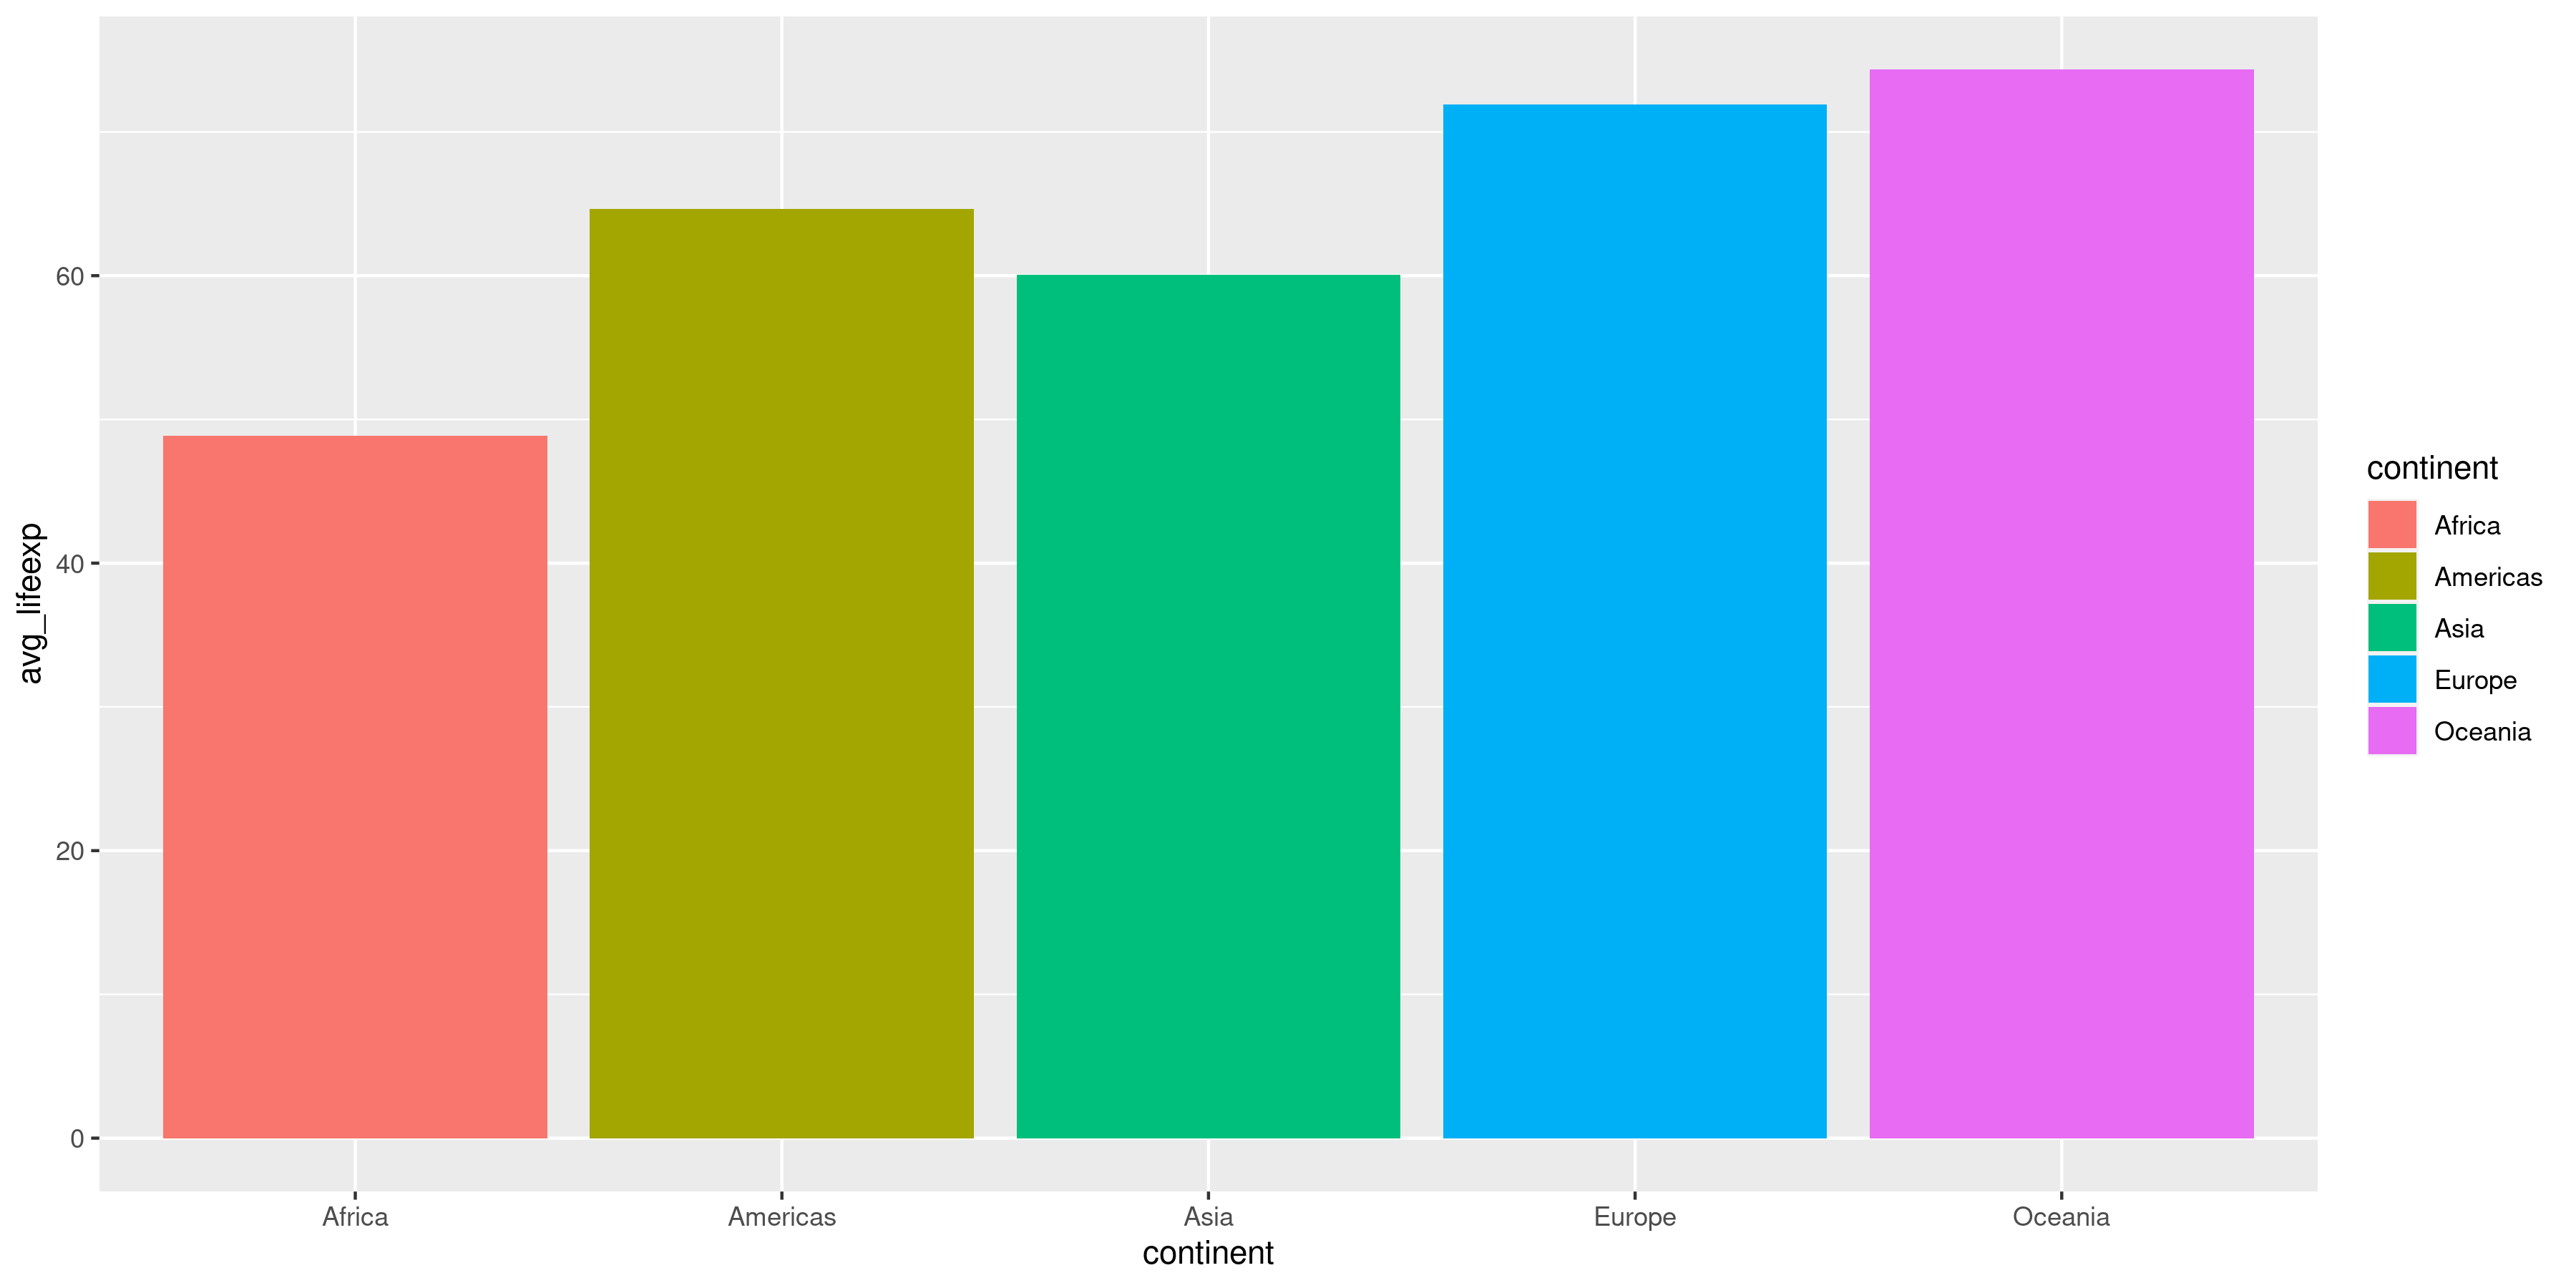 avg_lifeexp
60
40
20
0
Africa
Americas
Asia
Europe
Oceania
continent
continent
Africa
Americas
Asia
Europe
Oceania